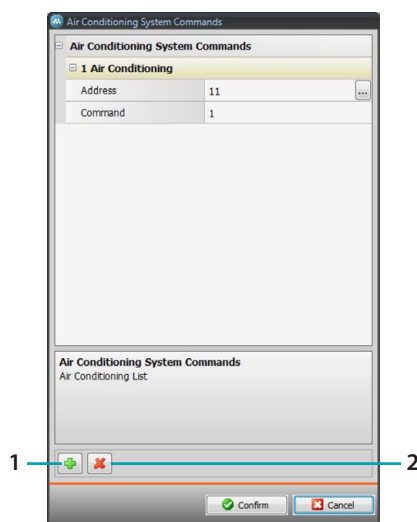 Air Conditioning System Commands
Air Conditioning System Commands
1 Air Conditioning
Address 11 ...
Command 1
Air Conditioning System Commands
Air Conditioning List
1 2
Confirm Cancel